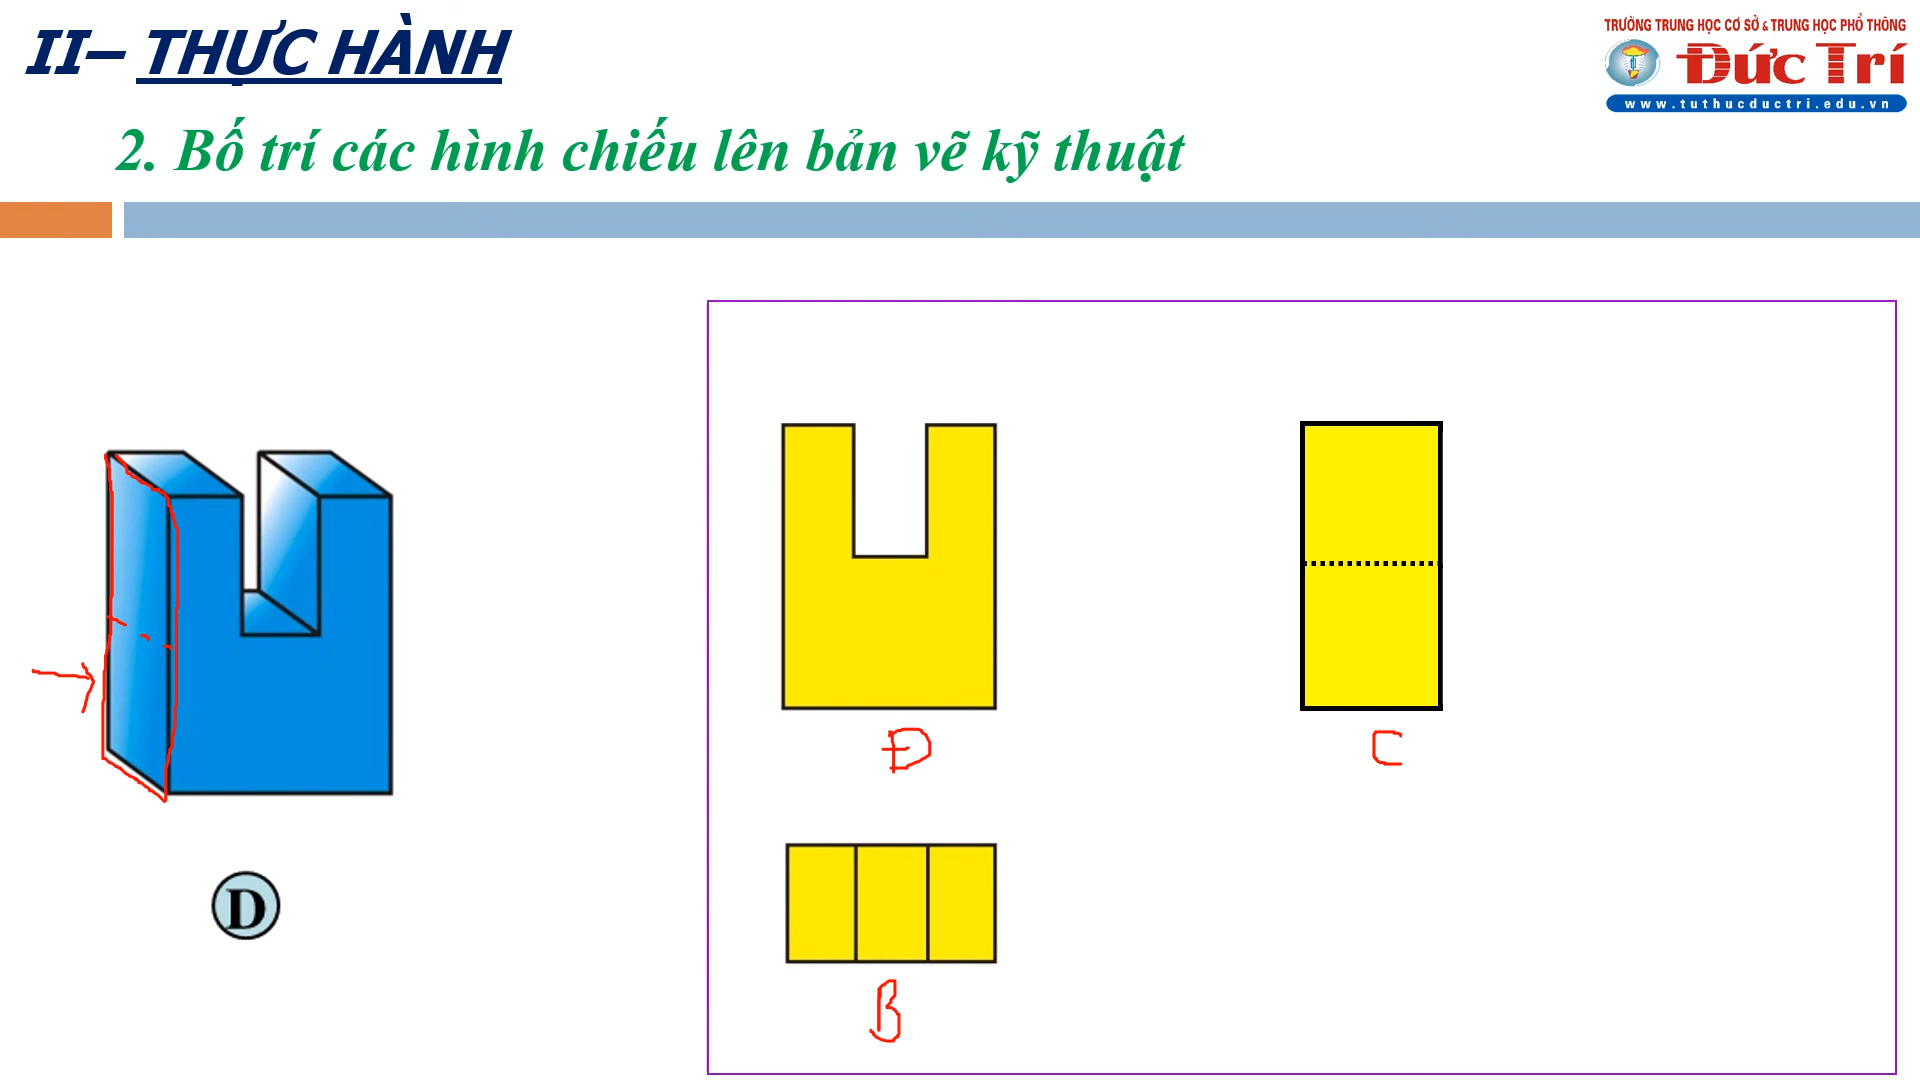 II– THỰC HÀNH
TRƯỜNG TRUNG HỌC CƠ SỞ & TRUNG HỌC PHỔ THÔNG
Đức Trí
www.tuthucductri.edu.vn
2. Bố trí các hình chiếu lên bản vẽ kỹ thuật
Đ
C
D
B